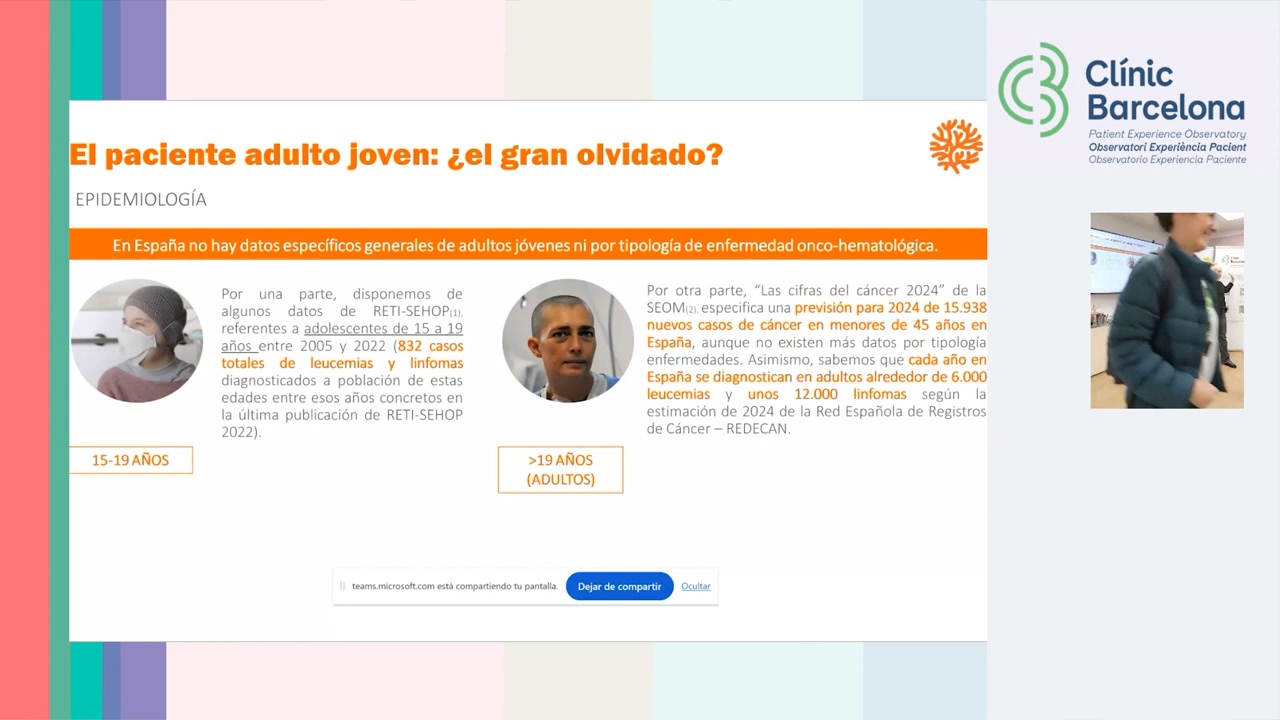 El paciente adulto joven: ¿el gran olvidado?
EPIDEMIOLOGÍA
En España no hay datos específicos generales de adultos jóvenes ni por tipología de enfermedad onco-hematológica.
Por una parte, disponemos de
algunos datos de RETI-SEHOP(1),
referentes a adolescentes de 15 a 19
años entre 2005 y 2022 (832 casos
totales de leucemias y linfomas
diagnosticados a población de estas
edades entre esos años concretos en
la última publicación de RETI-SEHOP
2022).
15-19 AÑOS
Por otra parte, “Las cifras del cáncer 2024” de la
SEOM(2), especifica una previsión para 2024 de 15.938
nuevos casos de cáncer en menores de 45 años en
España, aunque no existen más datos por tipología
enfermedades. Asimismo, sabemos que cada año en
España se diagnostican en adultos alrededor de 6.000
leucemias y unos 12.000 linfomas según la
estimación de 2024 de la Red Española de Registros
de Cáncer – REDECAN.
>19 AÑOS
(ADULTOS)
teams.microsoft.com está compartiendo tu pantalla. Dejar de compartir Ocultar
Clínic
Barcelona
Patient Experience Observatory
Observatori Experiència Pacient
Observatorio Experiencia Paciente